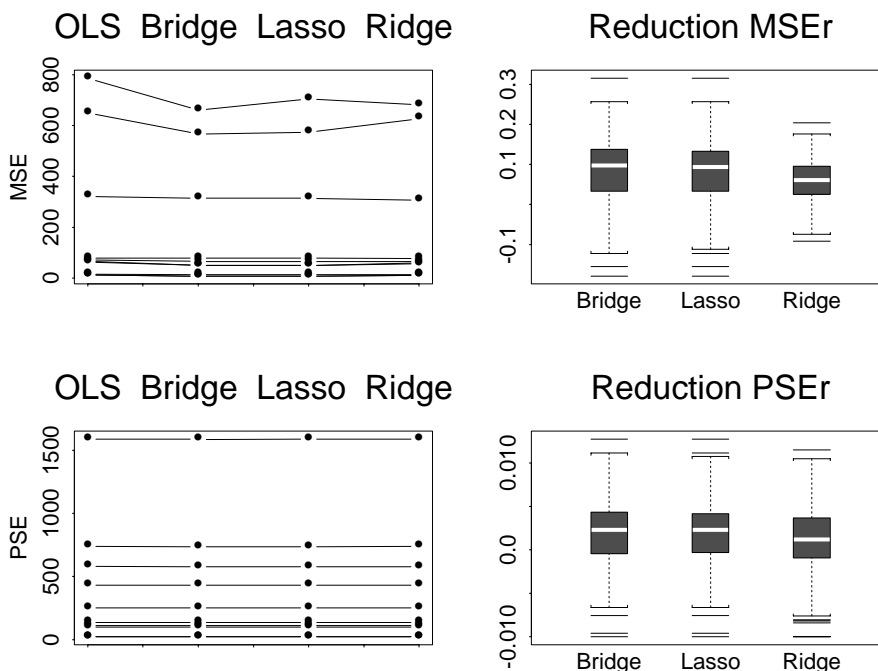 OLS Bridge Lasso Ridge
Reduction MSEr
MSE
800
600
400
200
0
0.3
0.2
0.1
-0.1
Bridge Lasso Ridge
OLS Bridge Lasso Ridge
Reduction PSEr
PSE
1500
1000
500
0
0.010
0.0
-0.010
Bridge Lasso Ridge